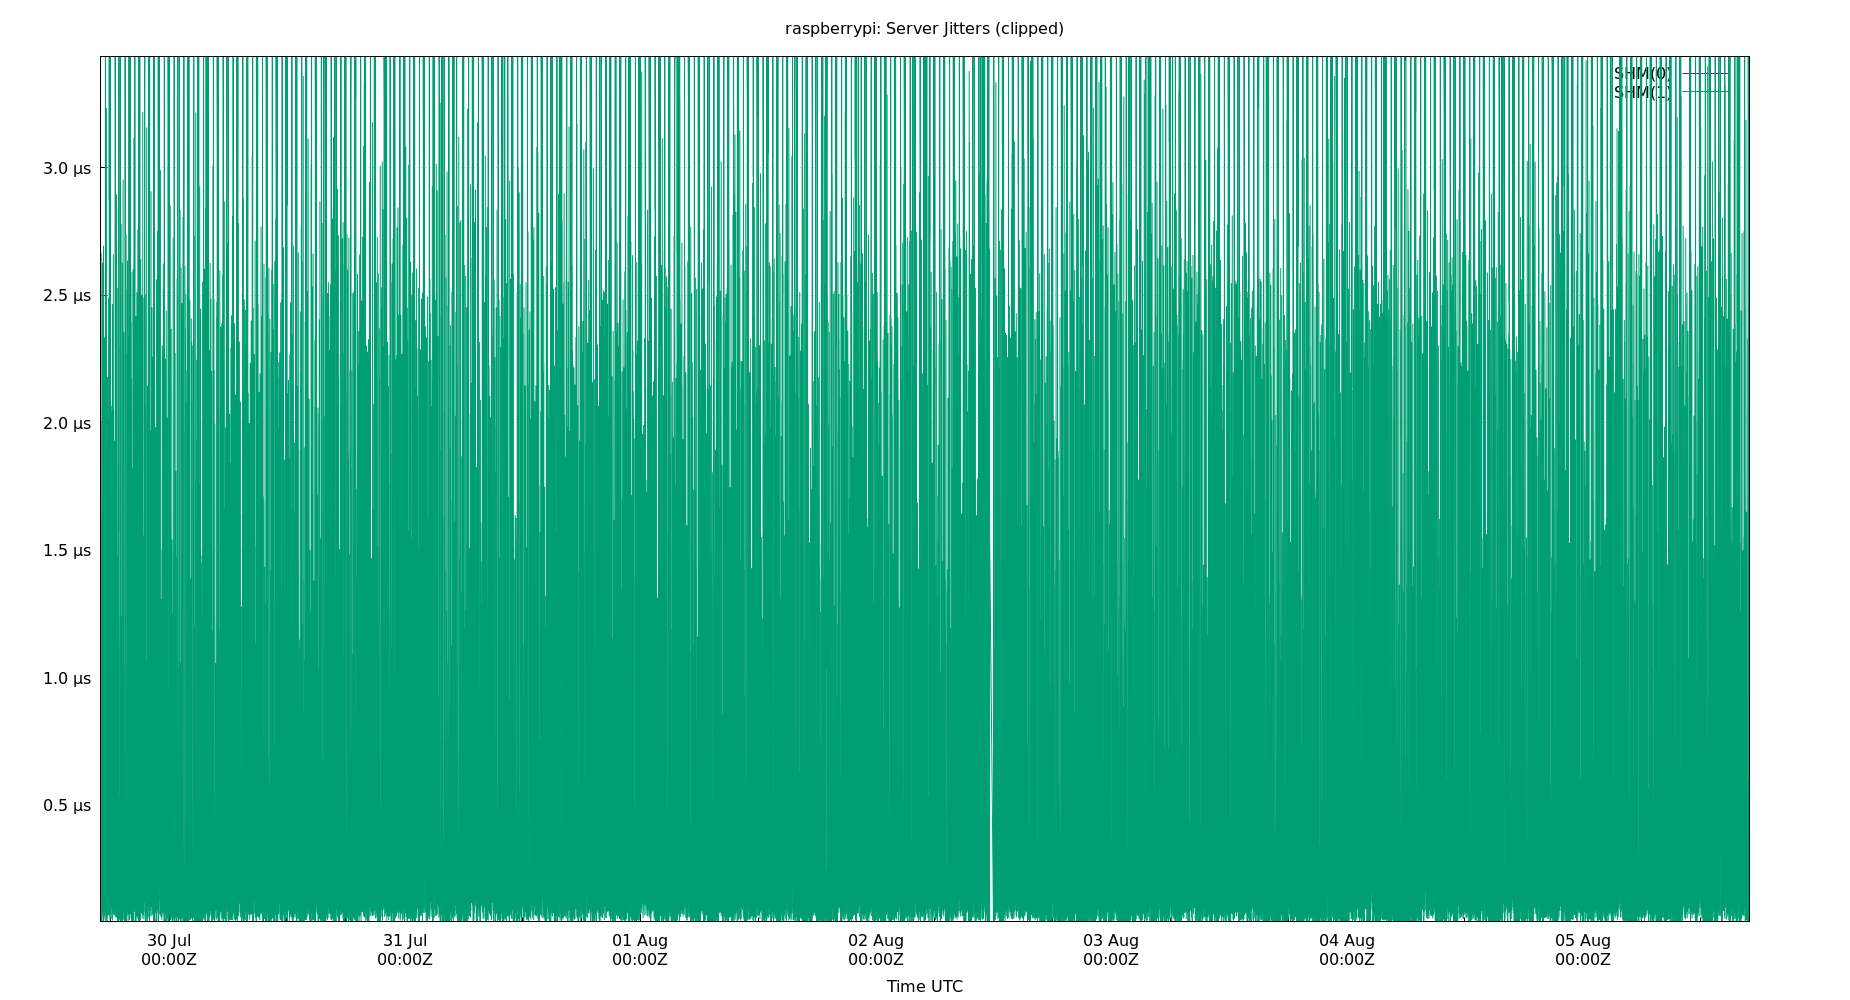 raspberrypi: Server Jitters (clipped)
SHM(0)
SHM(1)
3.0 µs
2.5 µs
2.0 µs
1.5 µs
1.0 µs
0.5 µs
30 Jul 31 Jul 01 Aug 02 Aug 03 Aug 04 Aug 05 Aug
00:00Z 00:00Z 00:00Z 00:00Z 00:00Z 00:00Z 00:00Z
Time UTC